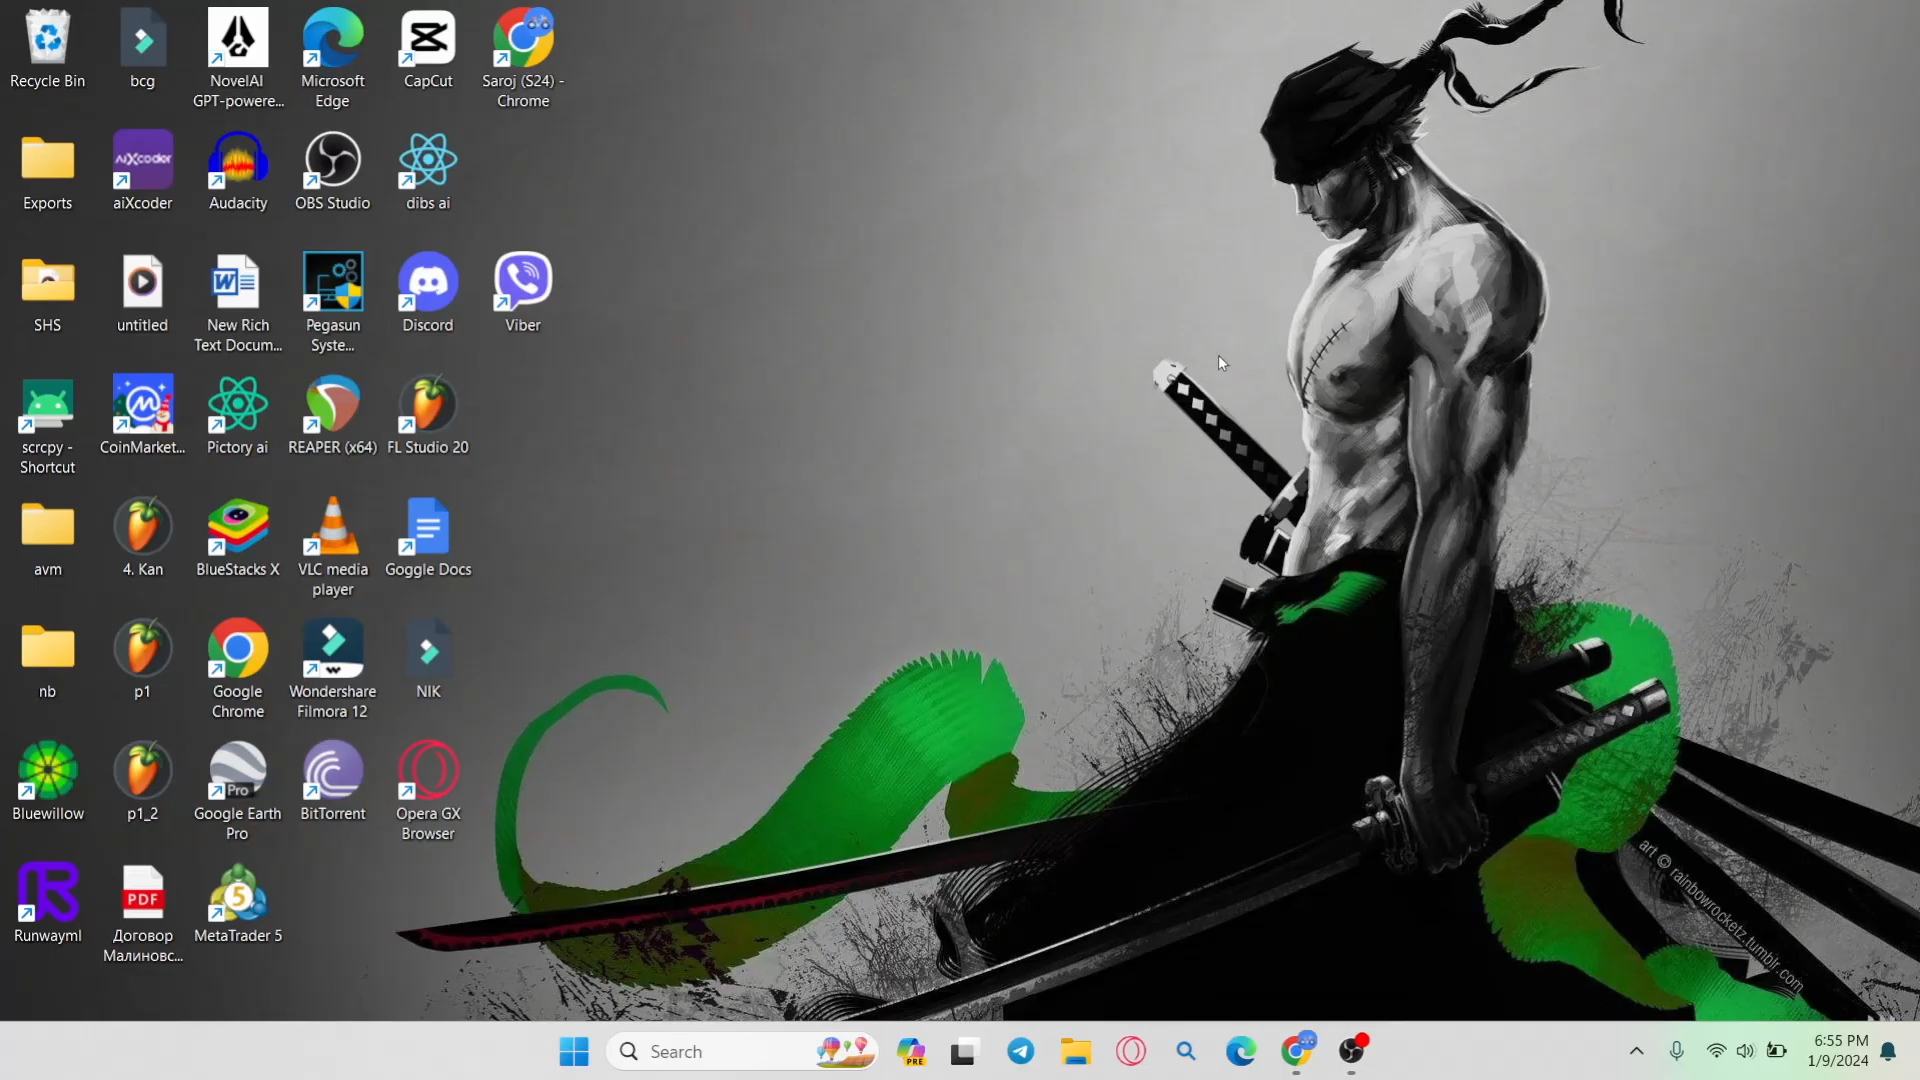 Recycle Bin
bcg
NovelAI
GPT-powere...
Microsoft
Edge
CapCut
Saroj (S24) -
Chrome
Exports
aiXcoder
aiXcoder
Audacity
OBS Studio
dibs ai
SHS
untitled
New Rich
Text Docum...
Pegasun
Syste...
Discord
Viber
scrcpy -
Shortcut
CoinMarket...
Pictory ai
REAPER (x64)
FL Studio 20
avm
4. Kan
BlueStacks X
VLC media
player
Goggle Docs
nb
p1
Google
Chrome
Wondershare
Filmora 12
NIK
Bluewillow
p1_2
Pro
Google Earth
Pro
BitTorrent
Opera GX
Browser
Runwayml
PDF
Договор
Малиновс...
5
MetaTrader 5
art © rainbowrocketz.tumblr.com
Search
PRE
6:55 PM
1/9/2024